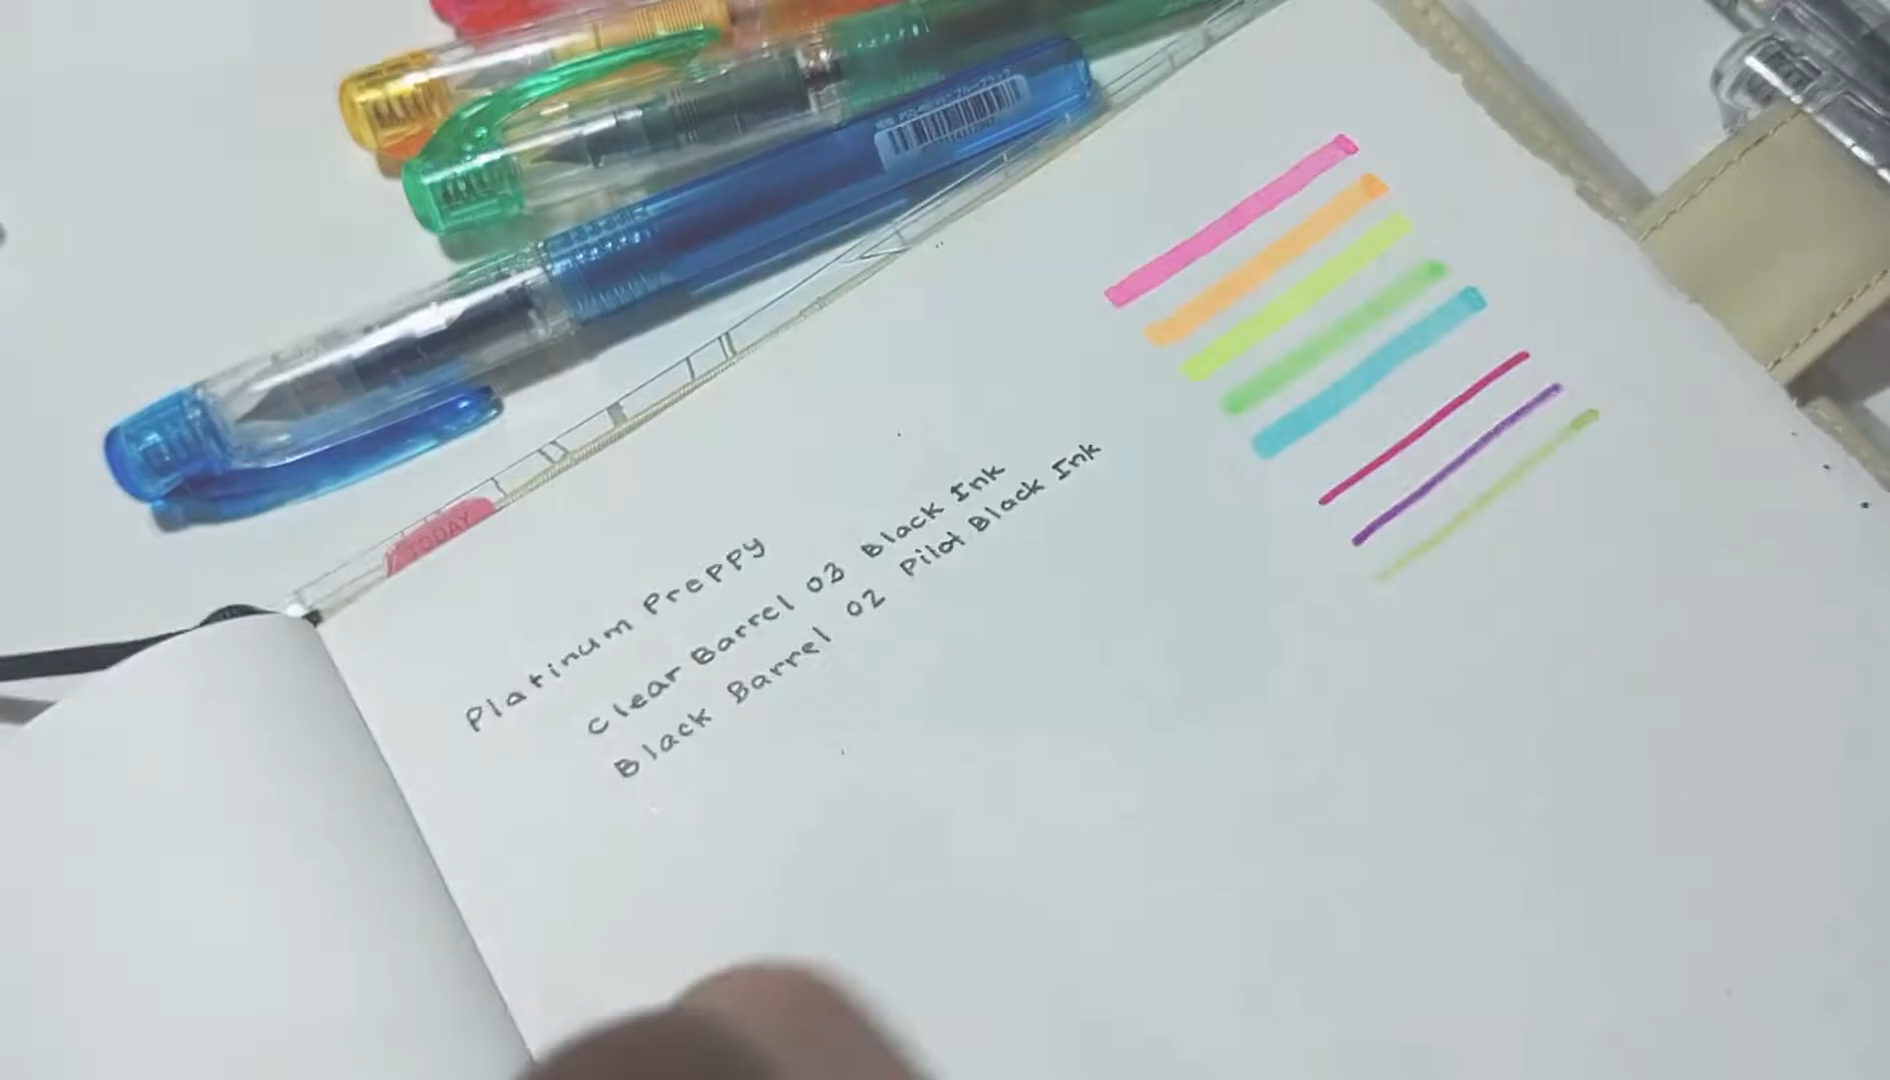 TODAY
Platinum Preppy
Clear Barrel 03 Black Ink
Black Barrel 02 Pilot Black Ink